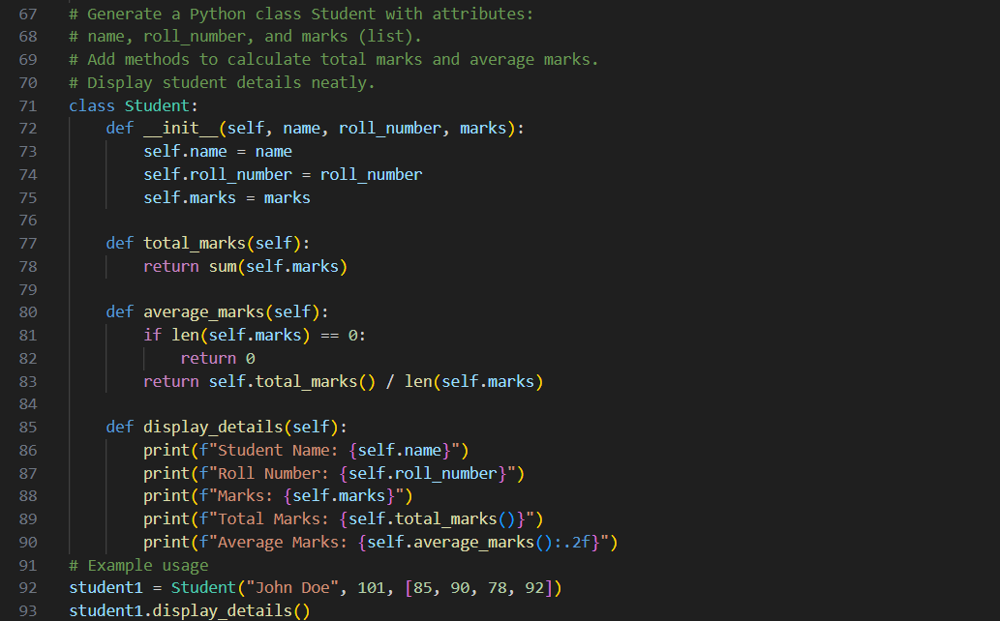 67 # Generate a Python class Student with attributes:
68 # name, roll_number, and marks (list).
69 # Add methods to calculate total marks and average marks.
70 # Display student details neatly.
71 class Student:
72     def __init__(self, name, roll_number, marks):
73         self.name = name
74         self.roll_number = roll_number
75         self.marks = marks
76
77     def total_marks(self):
78         return sum(self.marks)
79
80     def average_marks(self):
81         if len(self.marks) == 0:
82             return 0
83         return self.total_marks() / len(self.marks)
84
85     def display_details(self):
86         print(f"Student Name: {self.name}")
87         print(f"Roll Number: {self.roll_number}")
88         print(f"Marks: {self.marks}")
89         print(f"Total Marks: {self.total_marks()}")
90         print(f"Average Marks: {self.average_marks():.2f}")
91 # Example usage
92 student1 = Student("John Doe", 101, [85, 90, 78, 92])
93 student1.display_details()